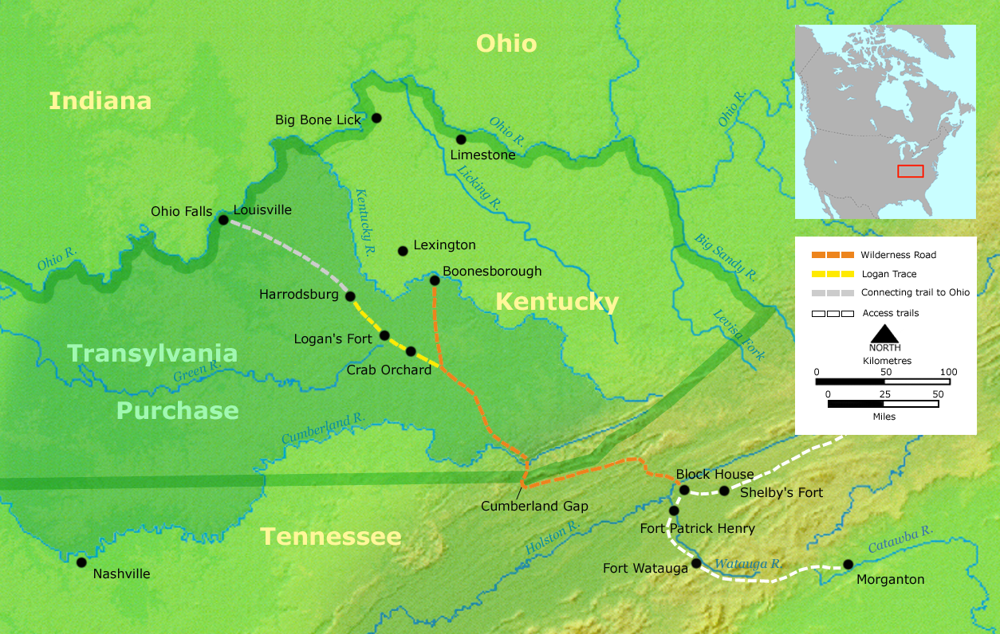 Ohio
Indiana
Big Bone Lick
Ohio R.
Limestone
Ohio R.
Licking R.
Kentucky R.
Ohio Falls
Louisville
Lexington
Ohio R.
Boonesborough
Big Sandy R.
Harrodsburg
Kentucky
Levisa Fork
Logan's Fort
Transylvania
Green R.
Crab Orchard
Purchase
Cumberland R.
Block House
Shelby's Fort
Cumberland Gap
Fort Patrick Henry
Tennessee
Holston R.
Catawba R.
Nashville
Fort Watauga
Watauga R.
Morganton
Wilderness Road
Logan Trace
Connecting trail to Ohio
Access trails
NORTH
Kilometres
0 50 100
0 25 50
Miles